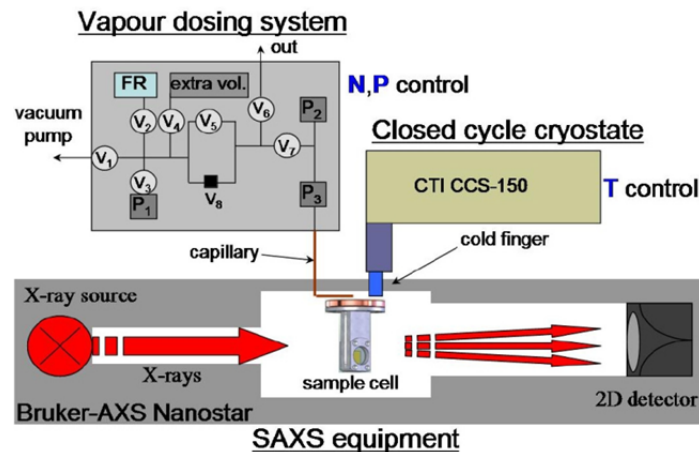 Vapour dosing system
out
FR
extra vol.
N,P control
vacuum
pump
V2
V4
V5
V6
P2
Closed cycle cryostate
V1
V7
V3
P1
V8
P3
CTI CCS-150
T control
capillary
cold finger
X-ray source
X-rays
sample cell
2D detector
Bruker-AXS Nanostar
SAXS equipment